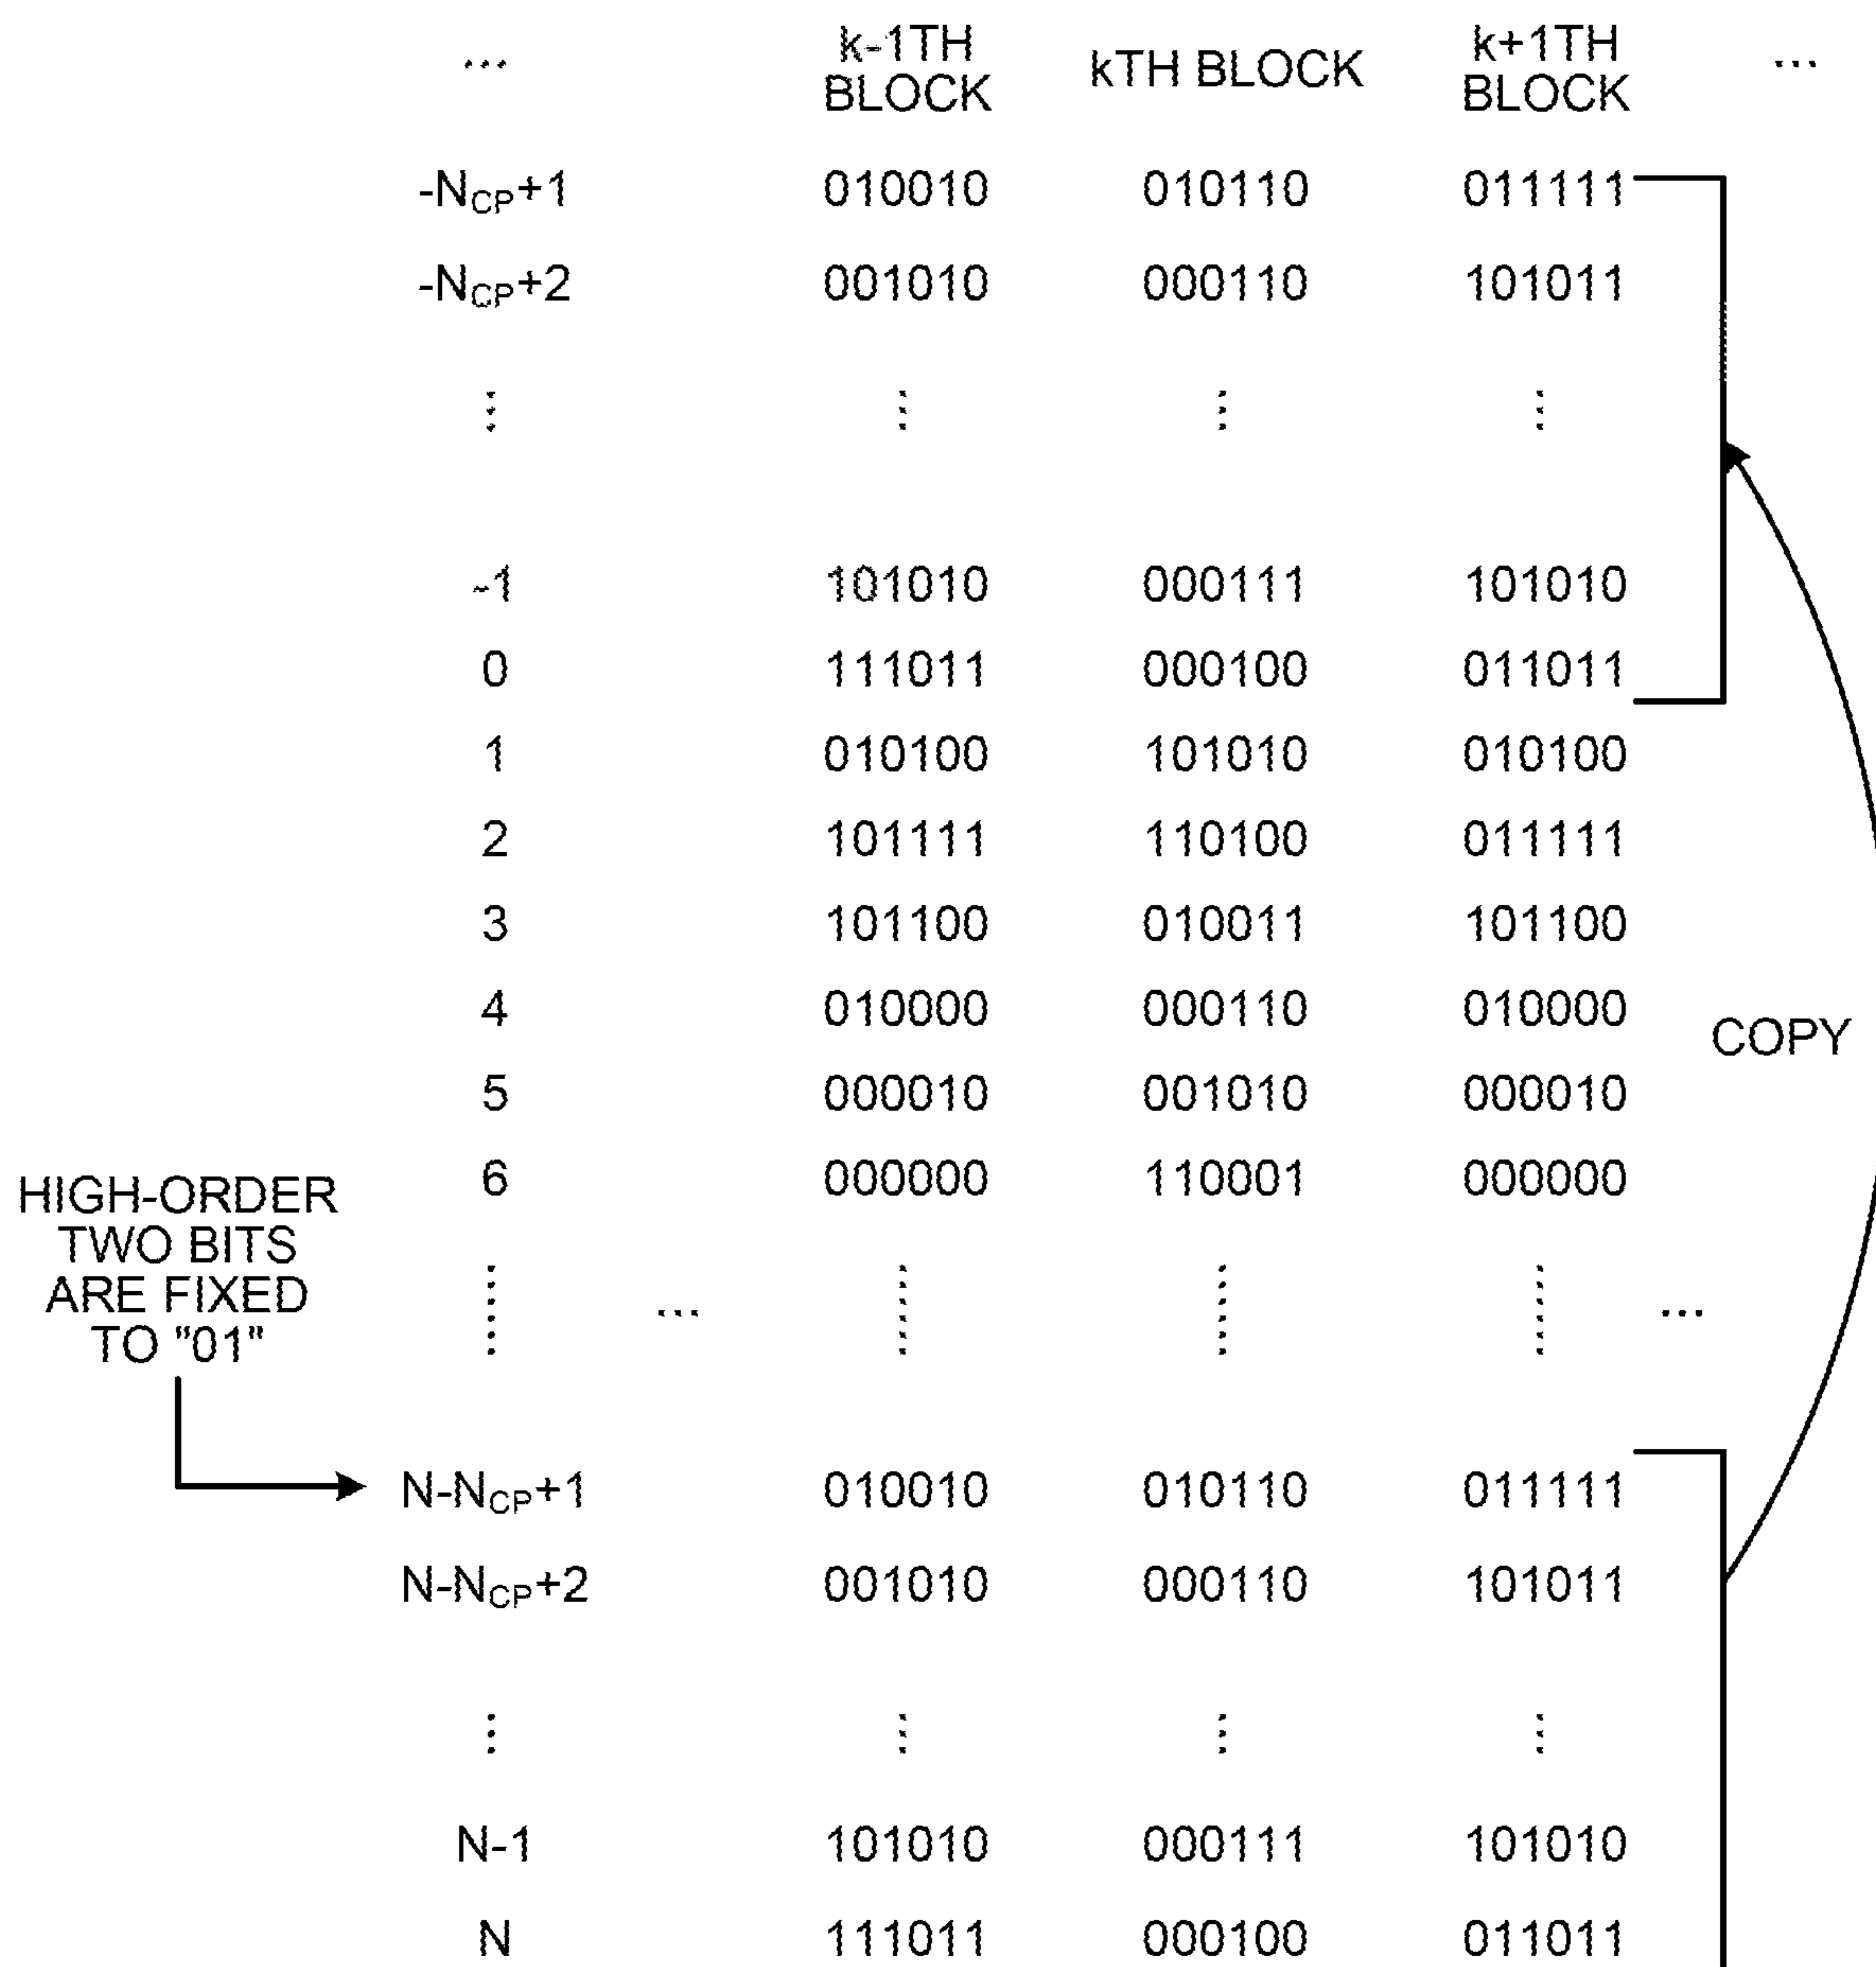 ... k-1TH BLOCK kTH BLOCK k+1TH BLOCK ...
-NCP+1 010010 010110 011111
-NCP+2 001010 000110 101011
-1 101010 000111 101010
0 111011 000100 011011
1 010100 101010 010100
2 101111 110100 011111
3 101100 010011 101100
4 010000 000110 010000
COPY
5 000010 001010 000010
6 000000 110001 000000
HIGH-ORDER
TWO BITS
ARE FIXED
TO "01"
... ...
N-NCP+1 010010 010110 011111
N-NCP+2 001010 000110 101011
N-1 101010 000111 101010
N 111011 000100 011011